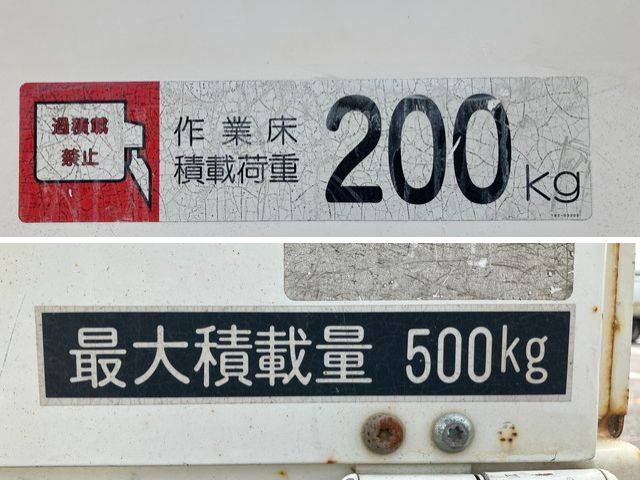 過積載
禁止
作業床
積載荷重
200kg
最大積載量 500kg